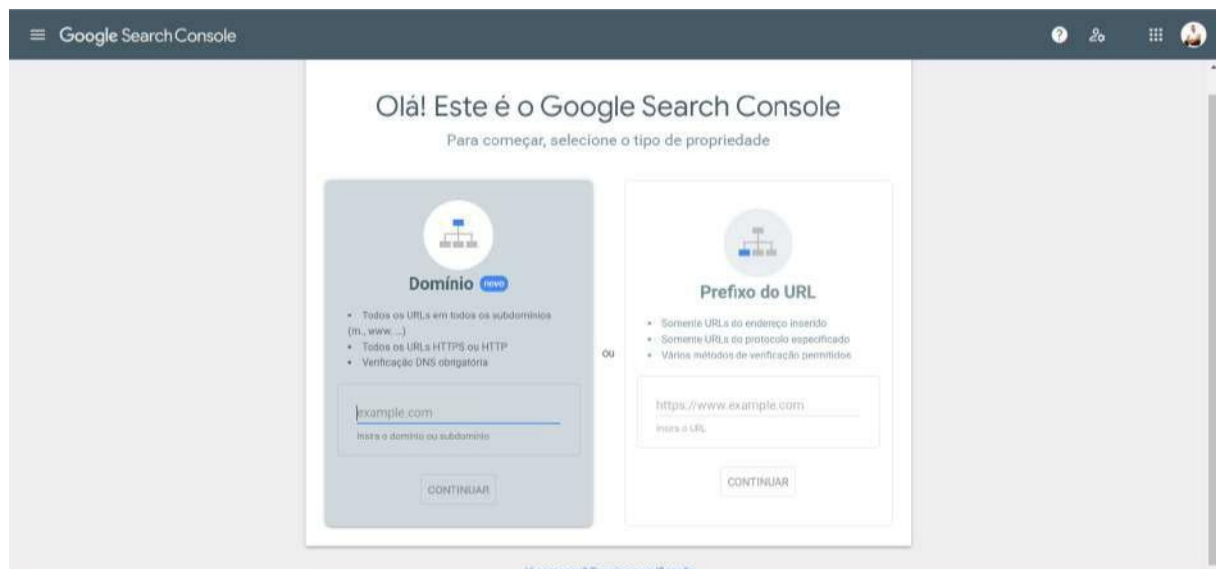 Google Search Console
Olá! Este é o Google Search Console
Para começar, selecione o tipo de propriedade
Domínio novo
Todos os URLs em todos os subdomínios
(m., www. ...)
Todos os URLs HTTPS ou HTTP
Verificação DNS obrigatória
example.com
Insira o domínio ou subdomínio
CONTINUAR
ou
Prefixo do URL
Somente URLs do endereço inserido
Somente URLs do protocolo especificado
Vários métodos de verificação permitidos
https://www.example.com
Insira o URL
CONTINUAR